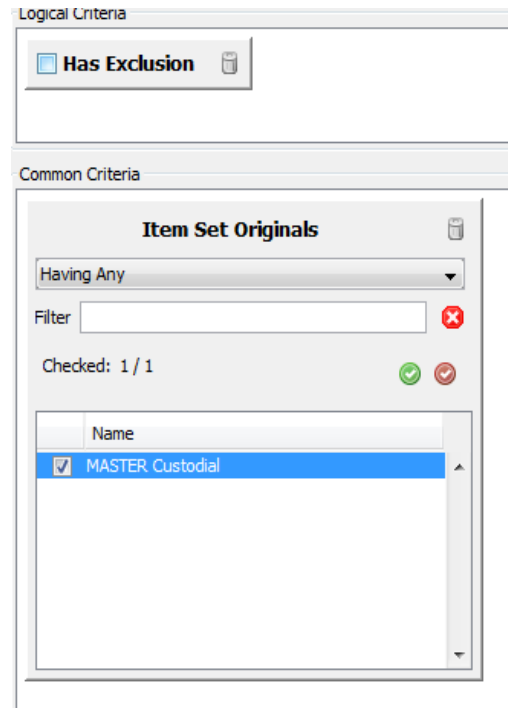 Logical Criteria
Has Exclusion
Common Criteria
Item Set Originals
Having Any
Filter
Checked: 1 / 1
Name
MASTER Custodial